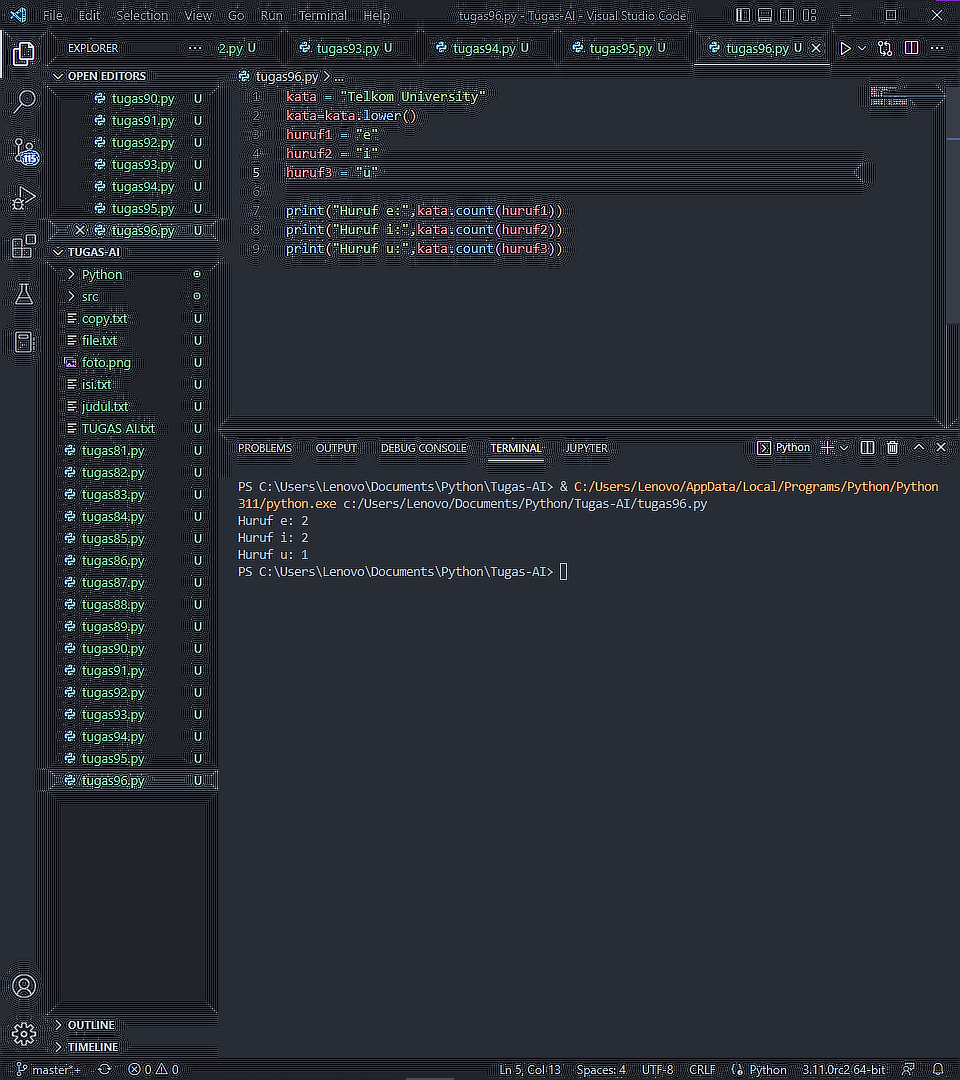 File Edit Selection View Go Run Terminal Help tugas96.py - Tugas-AI - Visual Studio Code
EXPLORER ... 2.py U tugas93.py U tugas94.py U tugas95.py U tugas96.py U
OPEN EDITORS
tugas90.py U
tugas91.py U
tugas92.py U
tugas93.py U
tugas94.py U
tugas95.py U
tugas96.py U
TUGAS-AI
Python
src
copy.txt U
file.txt U
foto.png U
isi.txt U
judul.txt U
TUGAS AI.txt U
tugas81.py U
tugas82.py U
tugas83.py U
tugas84.py U
tugas85.py U
tugas86.py U
tugas87.py U
tugas88.py U
tugas89.py U
tugas90.py U
tugas91.py U
tugas92.py U
tugas93.py U
tugas94.py U
tugas95.py U
tugas96.py U
OUTLINE
TIMELINE
115
tugas96.py > ...
1 kata = "Telkom University"
2 kata=kata.lower()
3 huruf1 = "e"
4 huruf2 = "i"
5 huruf3 = "u"
6
7 print("Huruf e:",kata.count(huruf1))
8 print("Huruf i:",kata.count(huruf2))
9 print("Huruf u:",kata.count(huruf3))
PROBLEMS OUTPUT DEBUG CONSOLE TERMINAL JUPYTER Python
PS C:\Users\Lenovo\Documents\Python\Tugas-AI> & C:/Users/Lenovo/AppData/Local/Programs/Python/Python
311/python.exe c:/Users/Lenovo/Documents/Python/Tugas-AI/tugas96.py
Huruf e: 2
Huruf i: 2
Huruf u: 1
PS C:\Users\Lenovo\Documents\Python\Tugas-AI>
master*+ 0 0 Ln 5, Col 13 Spaces: 4 UTF-8 CRLF Python 3.11.0rc2 64-bit